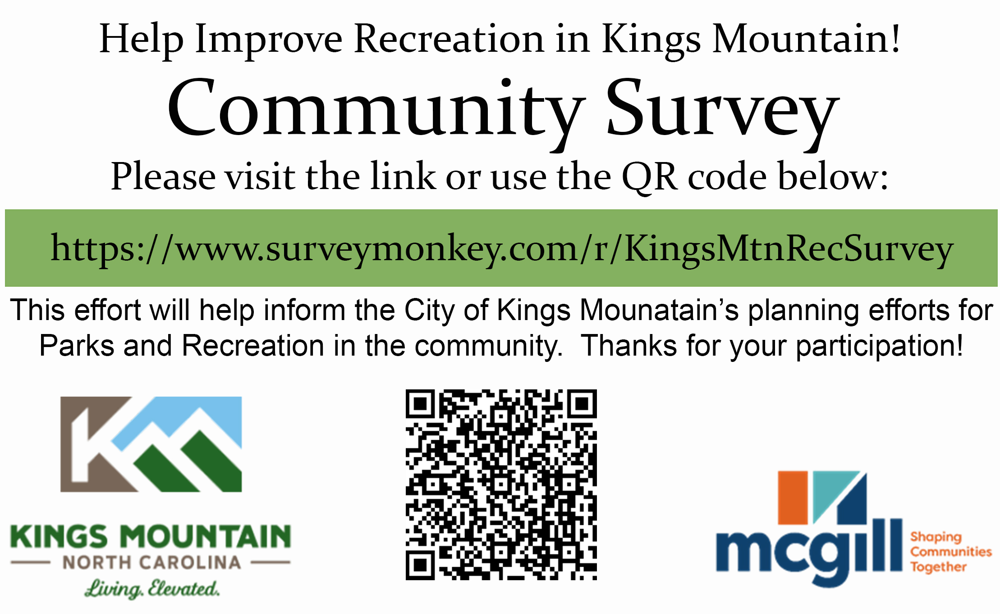 Help Improve Recreation in Kings Mountain!
Community Survey
Please visit the link or use the QR code below:
https://www.surveymonkey.com/r/KingsMtnRecSurvey
This effort will help inform the City of Kings Mounatain’s planning efforts for
Parks and Recreation in the community.  Thanks for your participation!
KINGS MOUNTAIN
NORTH CAROLINA
Living. Elevated.
mcgill
Shaping
Communities
Together